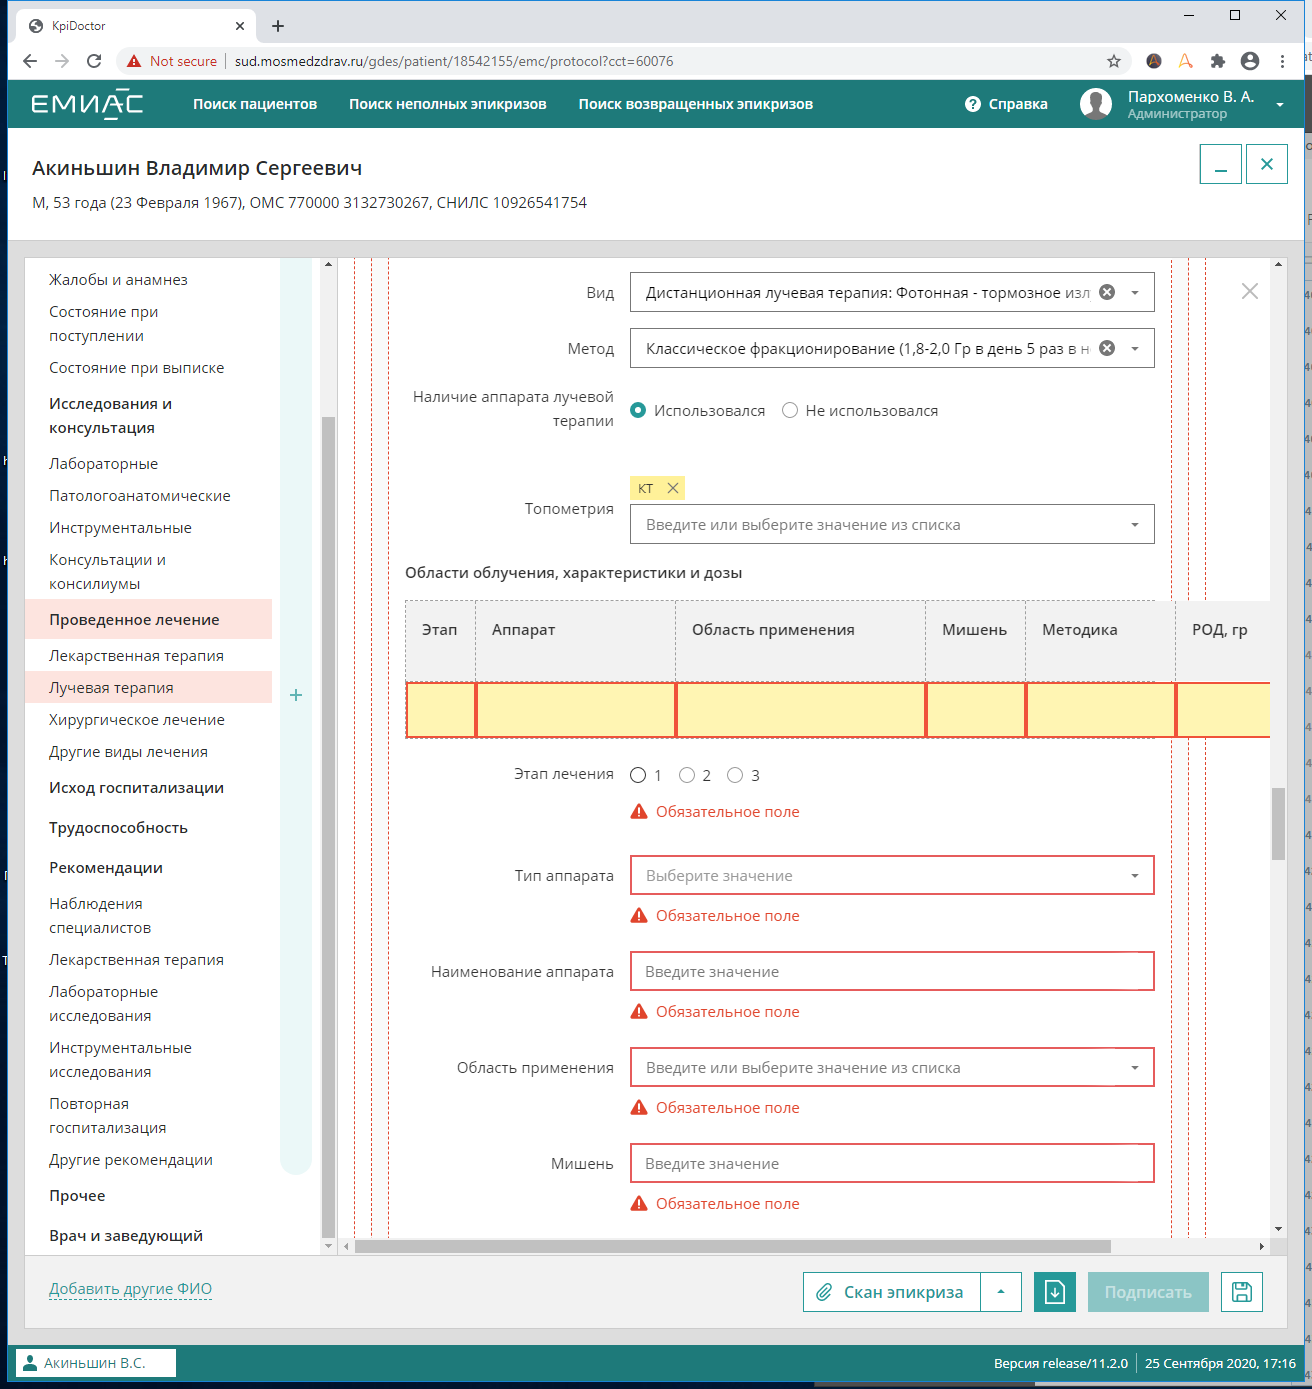 KpiDoctor
Not secure
sud.mosmedzdrav.ru/gdes/patient/18542155/emc/protocol?cct=60076
ЕМИАС
Поиск пациентов
Поиск неполных эпикризов
Поиск возвращенных эпикризов
Справка
Пархоменко В. А.
Администратор
Акиньшин Владимир Сергеевич
М, 53 года (23 Февраля 1967), ОМС 770000 3132730267, СНИЛС 10926541754
Жалобы и анамнез
Состояние при
поступлении
Состояние при выписке
Исследования и
консультация
Лабораторные
Патологоанатомические
Инструментальные
Консультации и
консилиумы
Проведенное лечение
Лекарственная терапия
Лучевая терапия
Хирургическое лечение
Другие виды лечения
Исход госпитализации
Трудоспособность
Рекомендации
Наблюдения
специалистов
Лекарственная терапия
Лабораторные
исследования
Инструментальные
исследования
Повторная
госпитализация
Другие рекомендации
Прочее
Врач и заведующий
Вид
Дистанционная лучевая терапия: Фотонная - тормозное изл
Метод
Классическое фракционирование (1,8-2,0 Гр в день 5 раз в н
Наличие аппарата лучевой
терапии
Использовался
Не использовался
Топометрия
КТ
Введите или выберите значение из списка
Области облучения, характеристики и дозы
Этап
Аппарат
Область применения
Мишень
Методика
РОД, гр
Этап лечения
1
2
3
Обязательное поле
Тип аппарата
Выберите значение
Обязательное поле
Наименование аппарата
Введите значение
Обязательное поле
Область применения
Введите или выберите значение из списка
Обязательное поле
Мишень
Введите значение
Обязательное поле
Добавить другие ФИО
Скан эпикриза
Подписать
Акиньшин В.С.
Версия release/11.2.0
25 Сентября 2020, 17:16